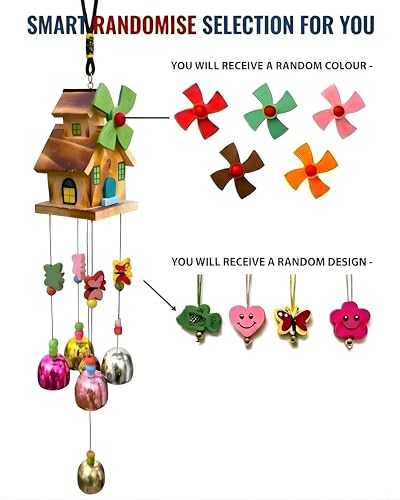 SMART RANDOMISE SELECTION FOR YOU
YOU WILL RECEIVE A RANDOM COLOUR -
YOU WILL RECEIVE A RANDOM DESIGN -